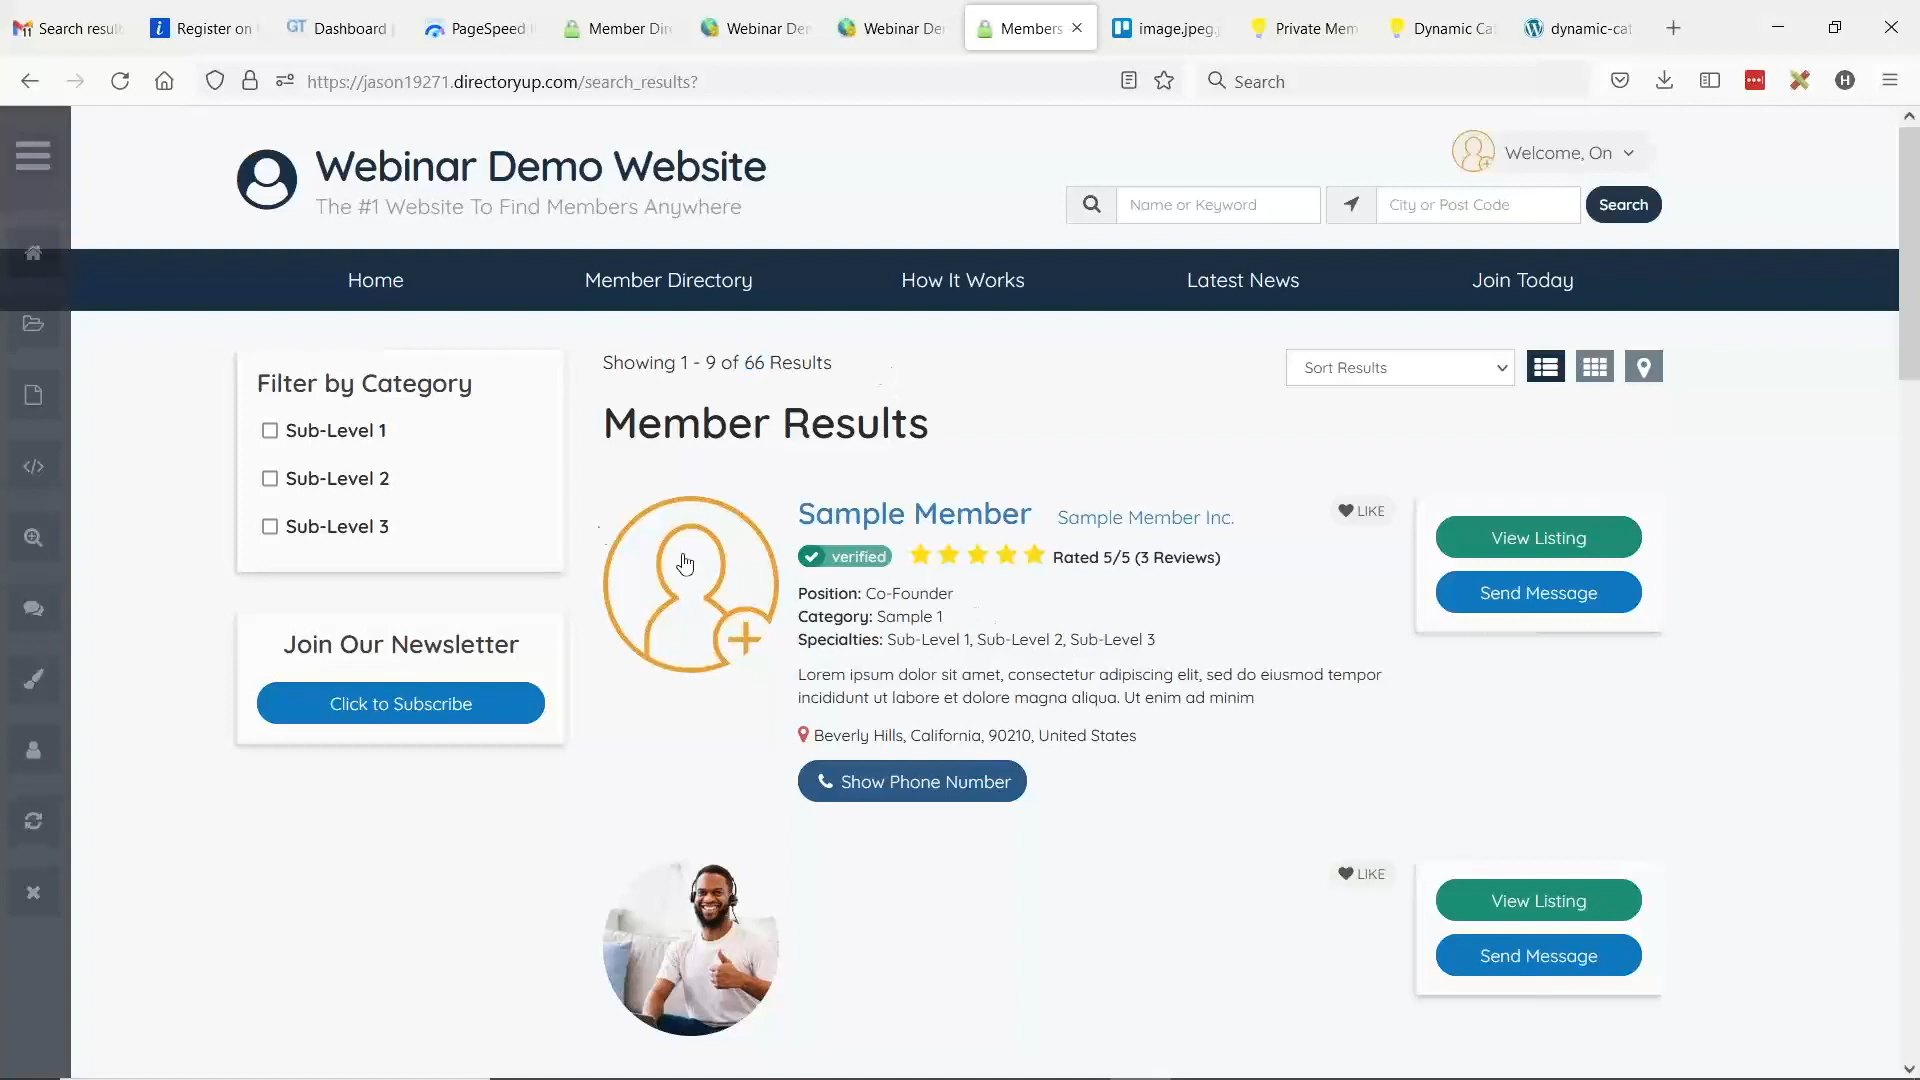 Search resul
Register on
GT Dashboard
PageSpeed
Member Dir
Webinar De
Webinar De
Members
image.jpeg
Private Mem
Dynamic Ca
dynamic-cat
https://jason19271.directoryup.com/search_results?
Search
Webinar Demo Website
The #1 Website To Find Members Anywhere
Welcome, On
Name or Keyword
City or Post Code
Search
Home
Member Directory
How It Works
Latest News
Join Today
Filter by Category
Sub-Level 1
Sub-Level 2
Sub-Level 3
Join Our Newsletter
Click to Subscribe
Showing 1 - 9 of 66 Results
Sort Results
Member Results
Sample Member Sample Member Inc.
LIKE
verified Rated 5/5 (3 Reviews)
Position: Co-Founder
Category: Sample 1
Specialties: Sub-Level 1, Sub-Level 2, Sub-Level 3
Lorem ipsum dolor sit amet, consectetur adipiscing elit, sed do eiusmod tempor
incididunt ut labore et dolore magna aliqua. Ut enim ad minim
Beverly Hills, California, 90210, United States
Show Phone Number
View Listing
Send Message
LIKE
View Listing
Send Message